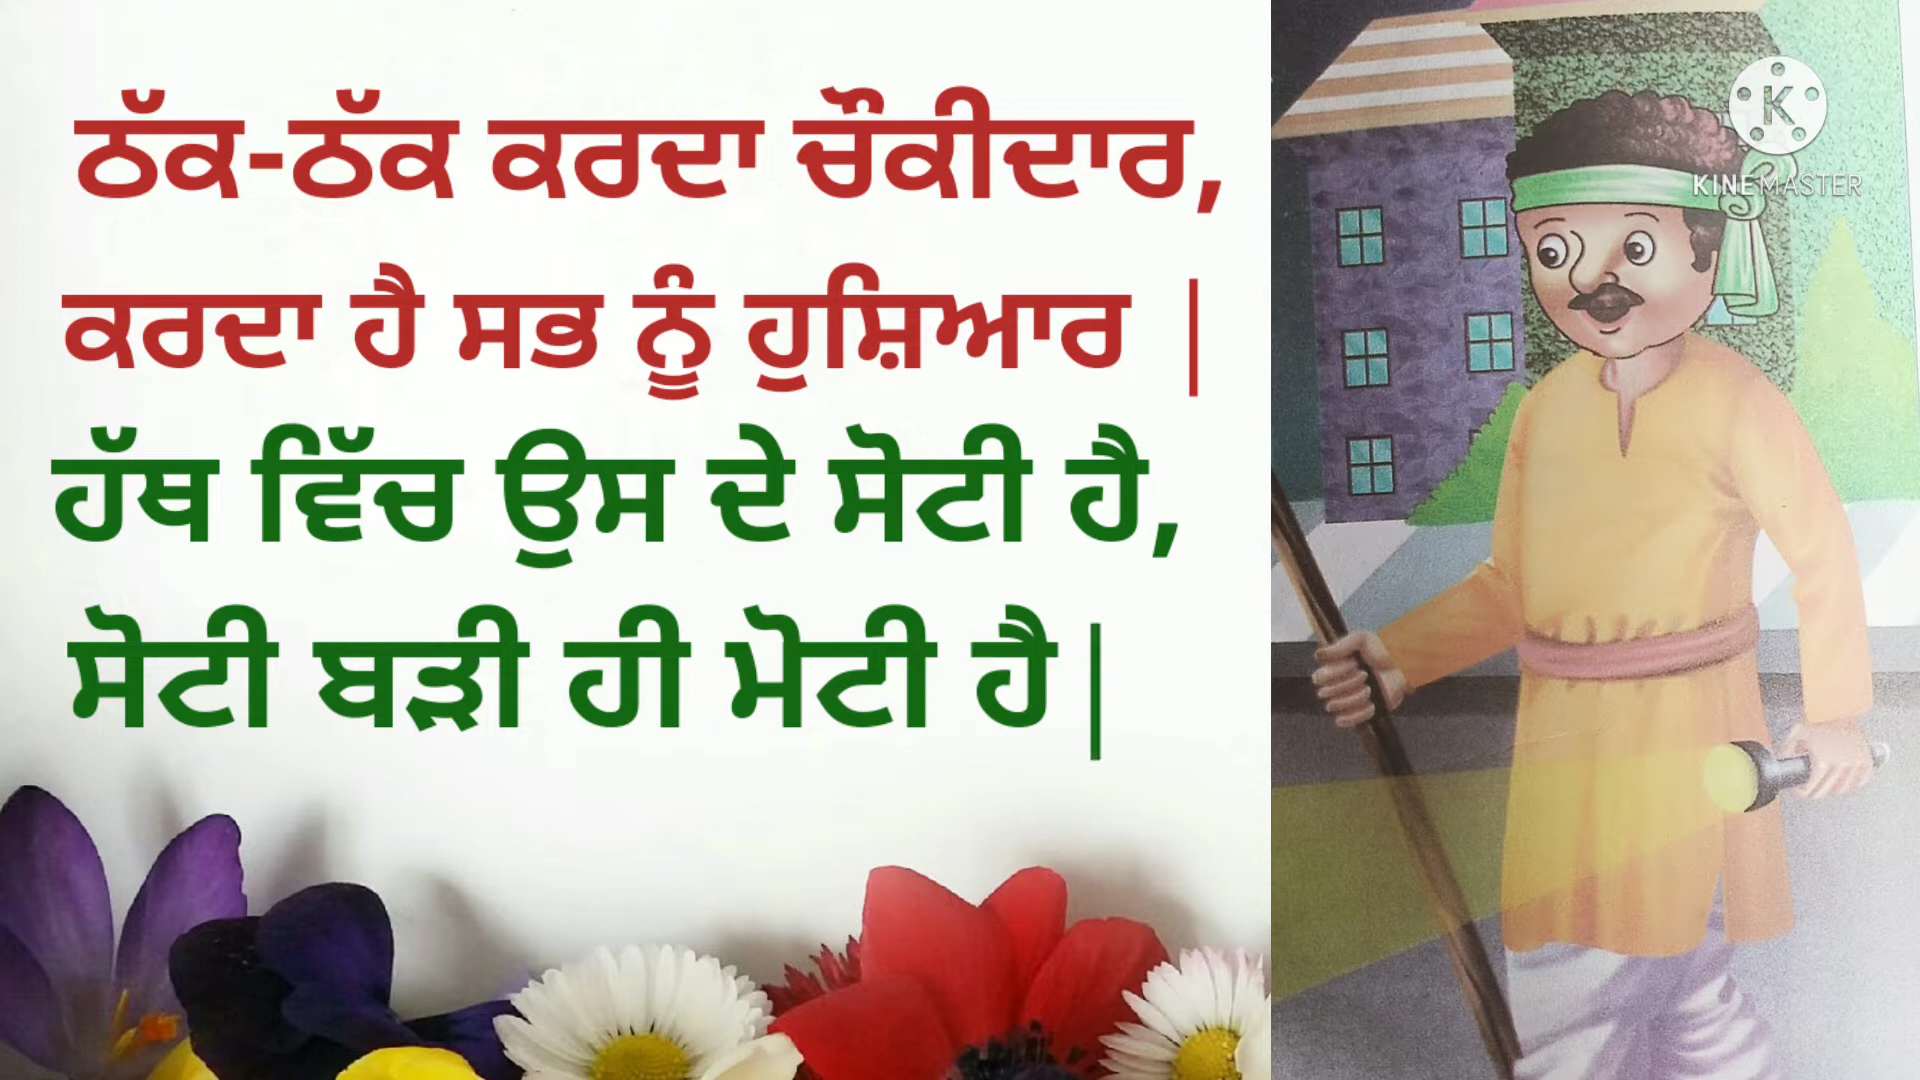 ਠੱਕ-ਠੱਕ ਕਰਦਾ ਚੌਕੀਦਾਰ,
ਕਰਦਾ ਹੈ ਸਭ ਨੂੰ ਹੁਸ਼ਿਆਰ |
ਹੱਥ ਵਿੱਚ ਉਸ ਦੇ ਸੋਟੀ ਹੈ,
ਸੋਟੀ ਬੜੀ ਹੀ ਮੋਟੀ ਹੈ|
K
KINEMASTER